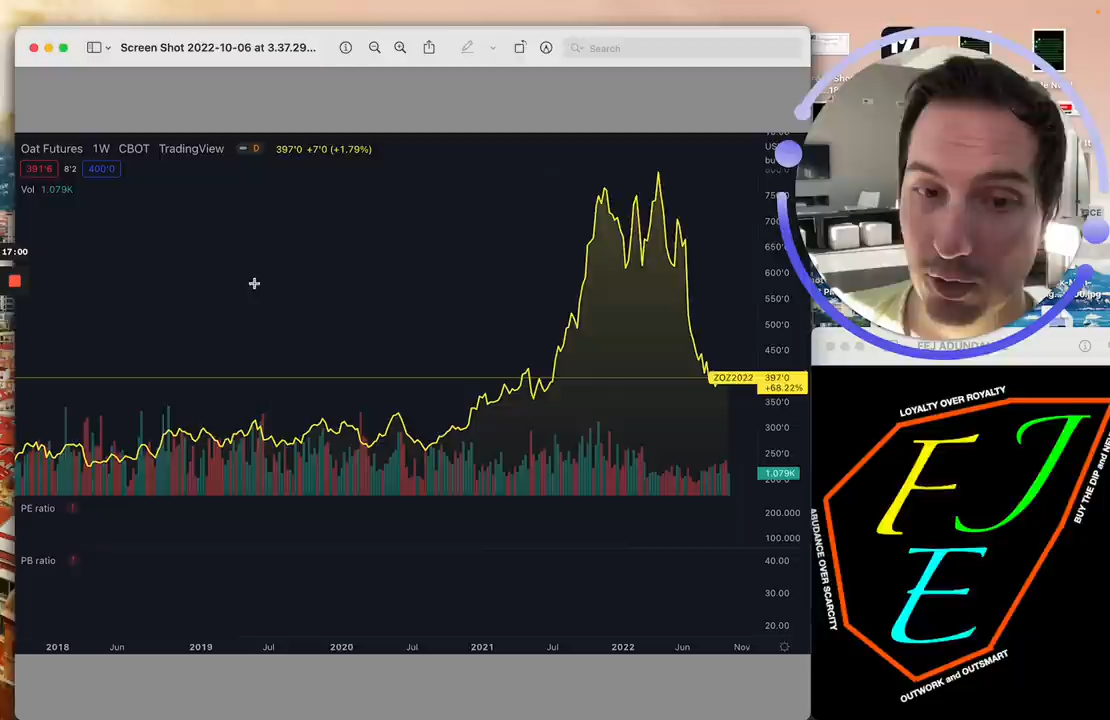 Screen Shot 2022-10-06 at 3.37.29...
Search
Oat Futures 1W CBOT TradingView D 397'0 +7'0 (+1.79%)
391'6 8'2 400'0
Vol 1.079K
17:00
750'0
700'0
650'0
600'0
550'0
500'0
450'0
ZOZ2022 397'0
+68.22%
350'0
300'0
250'0
1.079K
PE ratio !
200.000
100.000
PB ratio !
40.00
30.00
20.00
2018 Jun 2019 Jul 2020 Jul 2021 Jul 2022 Jun Nov
LOYALTY OVER ROYALTY
BUY THE DIP and
ABUDANCE OVER SCARCITY
FJE
OUTWORK and OUTSMART